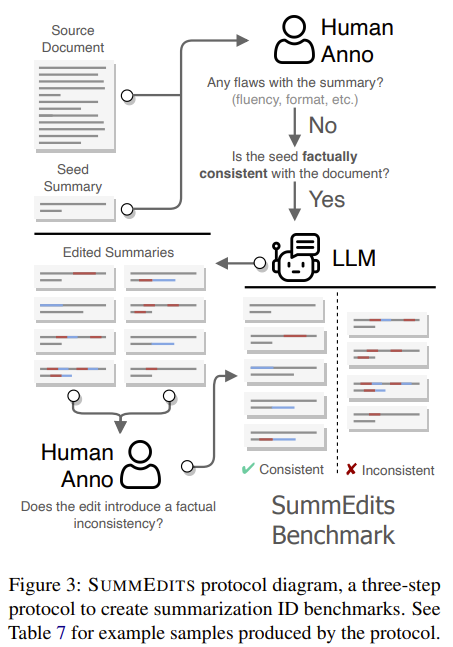 Source
Document
Human
Anno
Any flaws with the summary?
(fluency, format, etc.)
No
Is the seed factually
consistent with the document?
Yes
Seed
Summary
Edited Summaries
LLM
Human
Anno
Does the edit introduce a factual
inconsistency?
✔ Consistent
✘ Inconsistent
SummEdits
Benchmark
Figure 3: SUMMEDITS protocol diagram, a three-step
protocol to create summarization ID benchmarks. See
Table 7 for example samples produced by the protocol.